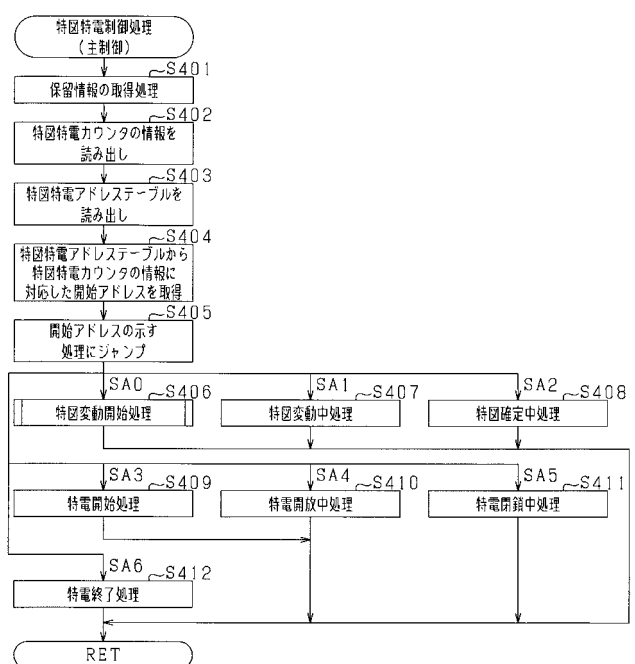 特図特電制御処理
(主制御)
S401
保留情報の取得処理
S402
特図特電カウンタの情報を
読み出し
S403
特図特電アドレステーブルを
読み出し
S404
特図特電アドレステーブルから
特図特電カウンタの情報に
対応した開始アドレスを取得
S405
開始アドレスの示す
処理にジャンプ
SA0
S406
特図変動開始処理
SA1
S407
特図変動中処理
SA2
S408
特図確定中処理
SA3
S409
特電開始処理
SA4
S410
特電開放中処理
SA5
S411
特電閉鎖中処理
SA6
S412
特電終了処理
RET